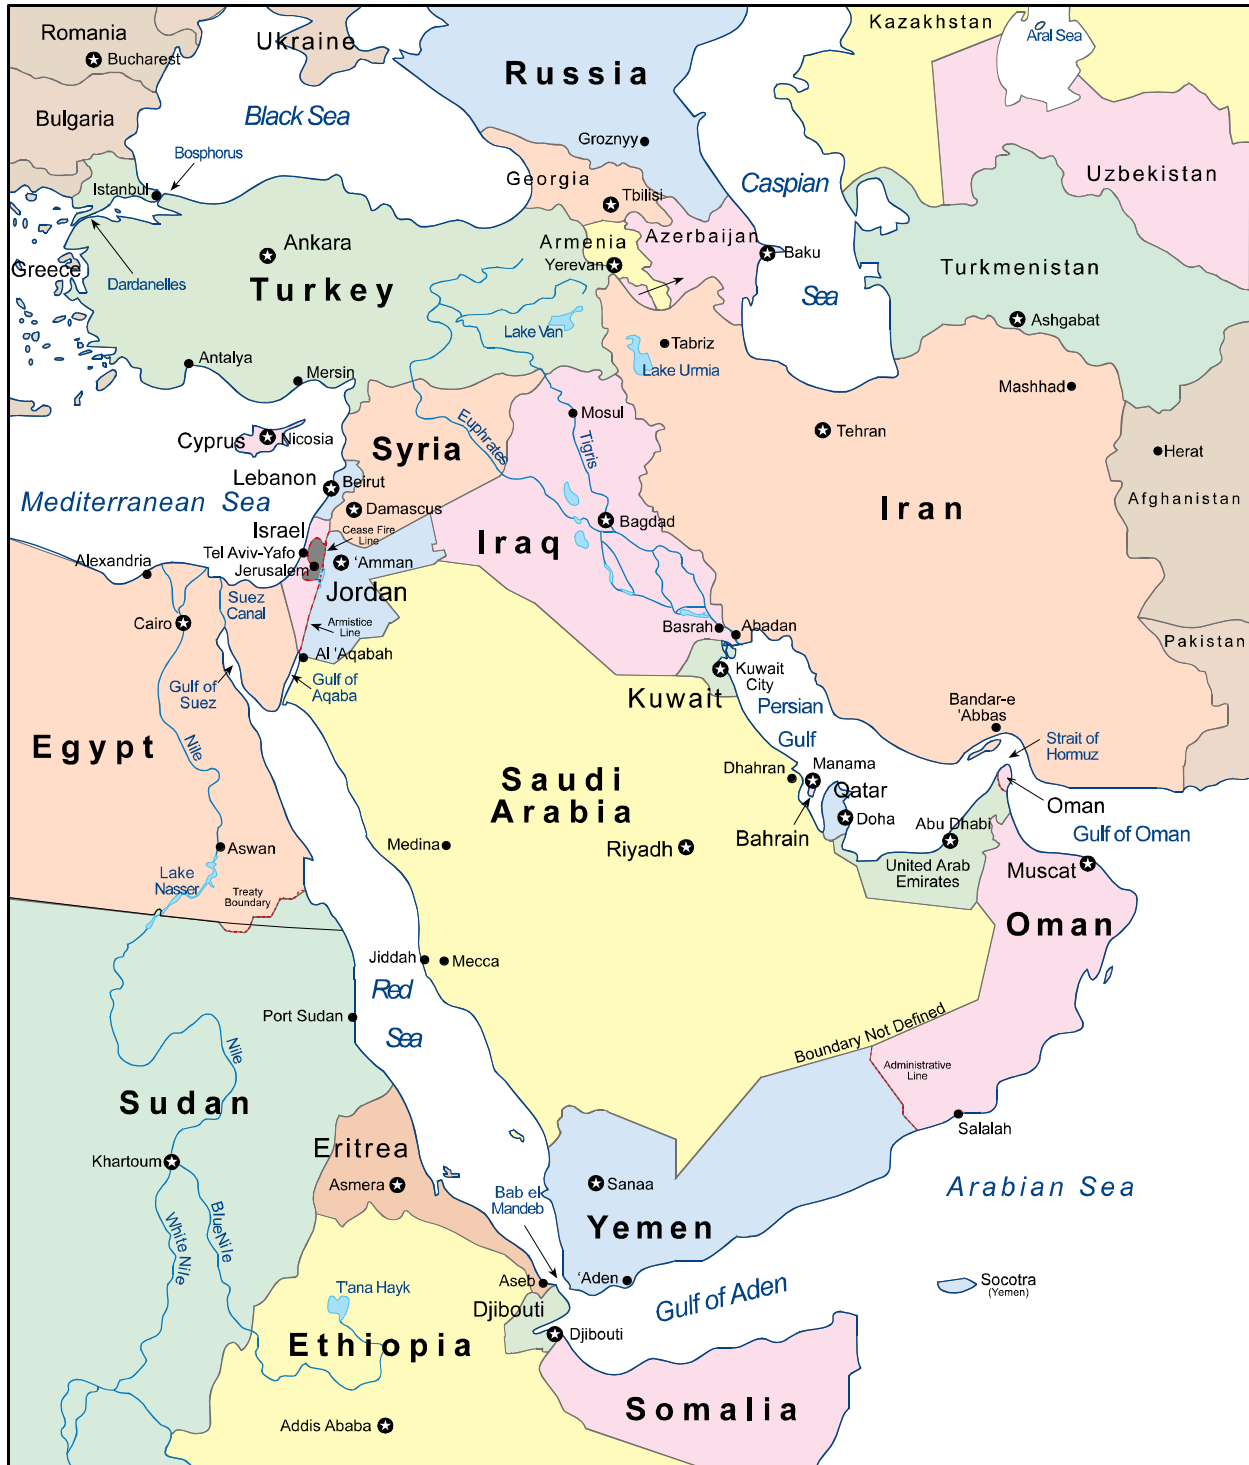 Romania
Bucharest
Ukraine
Russia
Kazakhstan
Aral Sea
Bulgaria
Black Sea
Groznyy
Bosphorus
Istanbul
Georgia
Tbilisi
Caspian
Sea
Uzbekistan
Ankara
Armenia
Yerevan
Azerbaijan
Baku
Greece
Dardanelles
Turkey
Turkmenistan
Ashgabat
Lake Van
Tabriz
Lake Urmia
Antalya
Mersin
Mashhad
Mosul
Cyprus
Nicosia
Euphrates
Tigris
Syria
Tehran
Herat
Lebanon
Beirut
Mediterranean Sea
Damascus
Bagdad
Iran
Afghanistan
Israel
Cease Fire
Line
Iraq
Tel Aviv-Yafo
Alexandria
Jerusalem
'Amman
Suez
Canal
Jordan
Cairo
Armistice
Line
Basrah
Abadan
Pakistan
Al 'Aqabah
Gulf of
Suez
Gulf of
Aqaba
Kuwait
City
Kuwait
Persian
Gulf
Bandar-e
'Abbas
Strait of
Hormuz
Egypt
Nile
Saudi
Arabia
Dhahran
Manama
Qatar
Oman
Bahrain
Doha
Abu Dhabi
Gulf of Oman
Aswan
Medina
Riyadh
Lake
Nasser
Treaty
Boundary
United Arab
Emirates
Muscat
Oman
Jiddah
Mecca
Red
Sea
Port Sudan
Boundary Not Defined
Nile
Administrative
Line
Sudan
Salalah
Eritrea
Khartoum
Asmera
Bab el
Mandeb
Sanaa
Arabian Sea
White Nile
BlueNile
Yemen
T'ana Hayk
Aseb
'Aden
Gulf of Aden
Socotra
(Yemen)
Djibouti
Djibouti
Ethiopia
Somalia
Addis Ababa